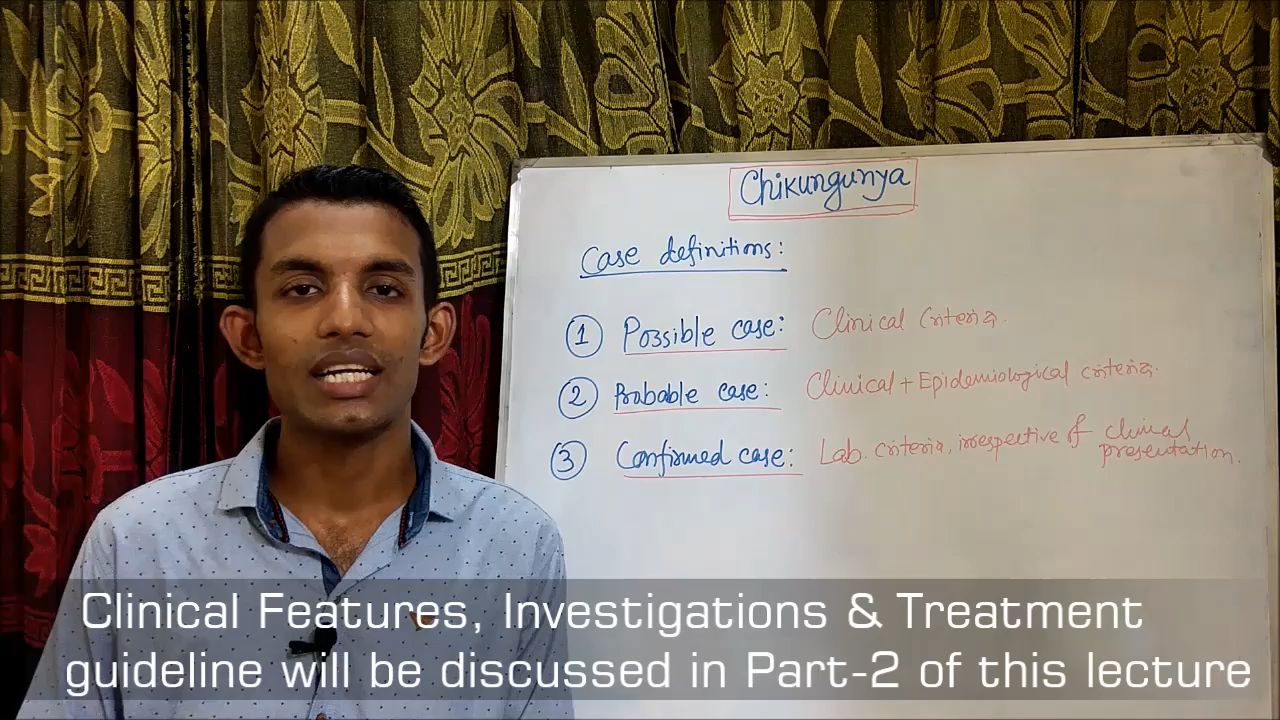 Chikungunya
Case definitions:
1 Possible case: Clinical Criteria.
2 Probable case: Clinical + Epidemiological criteria.
3 Confirmed case: Lab. criteria, irrespective of clinical
presentation.
Clinical Features, Investigations & Treatment
guideline will be discussed in Part-2 of this lecture